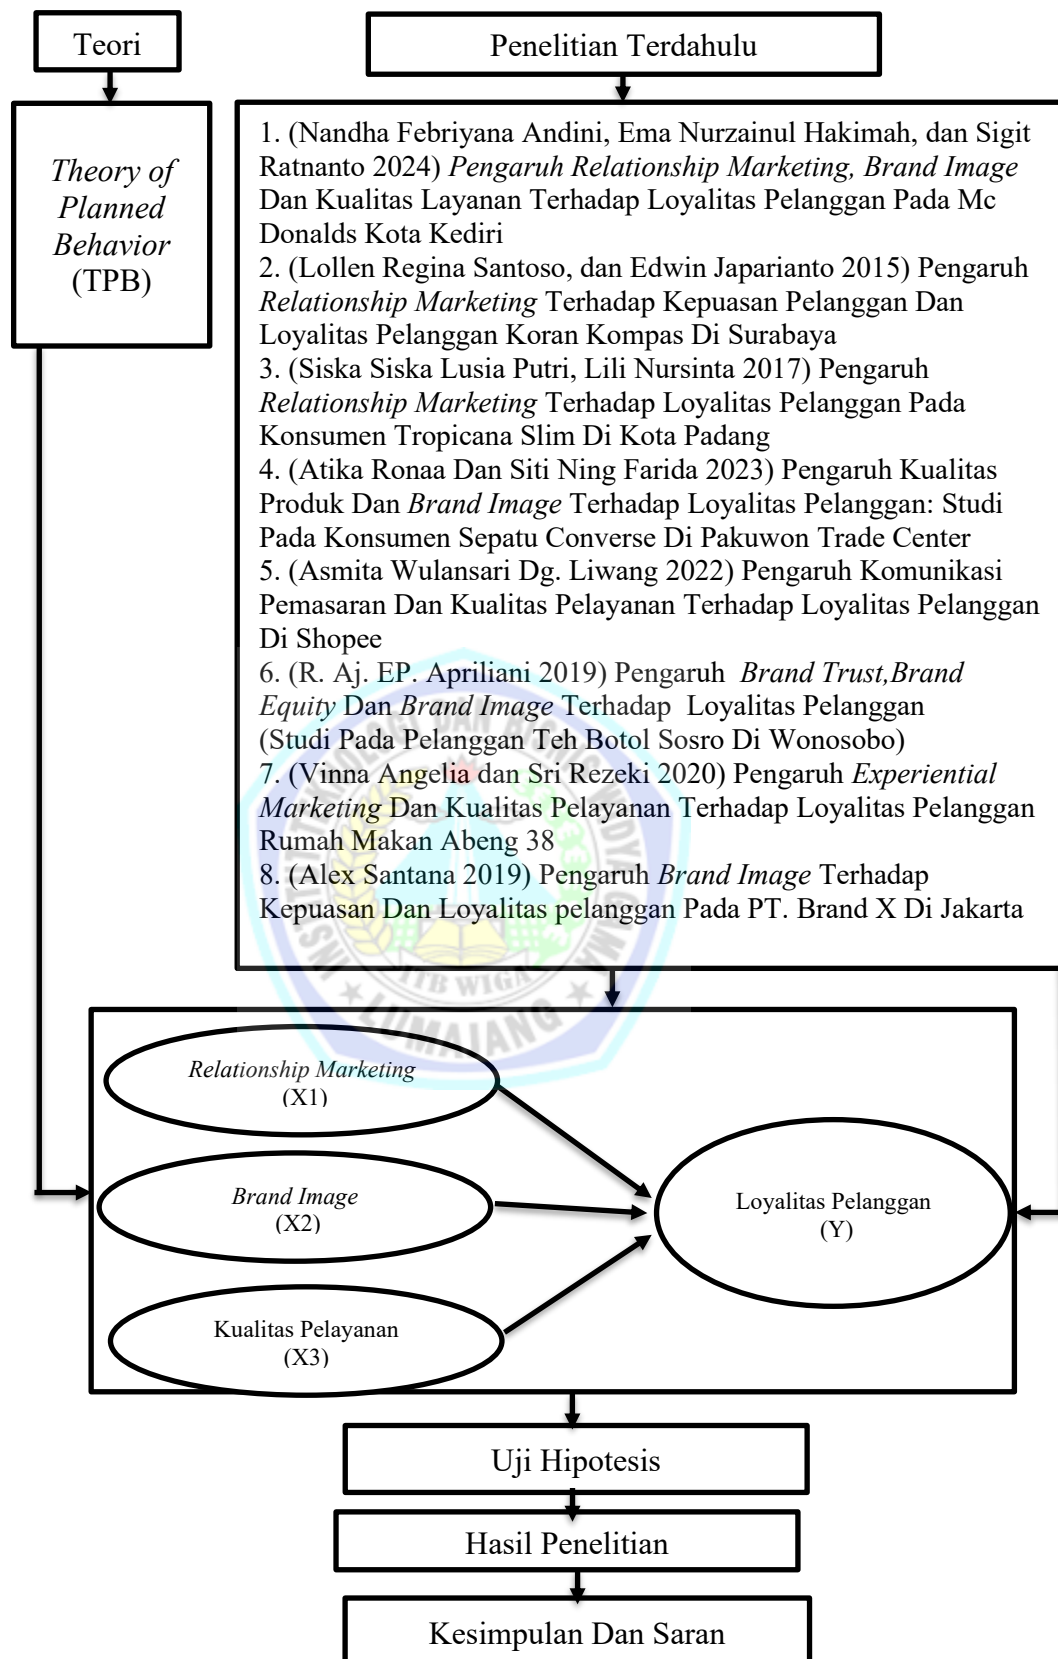 Teori
Penelitian Terdahulu
Theory of
Planned
Behavior
(TPB)
1. (Nandha Febriyana Andini, Ema Nurzainul Hakimah, dan Sigit
Ratnanto 2024) Pengaruh Relationship Marketing, Brand Image
Dan Kualitas Layanan Terhadap Loyalitas Pelanggan Pada Mc
Donalds Kota Kediri
2. (Lollen Regina Santoso, dan Edwin Japarianto 2015) Pengaruh
Relationship Marketing Terhadap Kepuasan Pelanggan Dan
Loyalitas Pelanggan Koran Kompas Di Surabaya
3. (Siska Siska Lusia Putri, Lili Nursinta 2017) Pengaruh
Relationship Marketing Terhadap Loyalitas Pelanggan Pada
Konsumen Tropicana Slim Di Kota Padang
4. (Atika Ronaa Dan Siti Ning Farida 2023) Pengaruh Kualitas
Produk Dan Brand Image Terhadap Loyalitas Pelanggan: Studi
Pada Konsumen Sepatu Converse Di Pakuwon Trade Center
5. (Asmita Wulansari Dg. Liwang 2022) Pengaruh Komunikasi
Pemasaran Dan Kualitas Pelayanan Terhadap Loyalitas Pelanggan
Di Shopee
6. (R. Aj. EP. Apriliani 2019) Pengaruh Brand Trust,Brand
Equity Dan Brand Image Terhadap Loyalitas Pelanggan
(Studi Pada Pelanggan Teh Botol Sosro Di Wonosobo)
7. (Vinna Angelia dan Sri Rezeki 2020) Pengaruh Experiential
Marketing Dan Kualitas Pelayanan Terhadap Loyalitas Pelanggan
Rumah Makan Abeng 38
8. (Alex Santana 2019) Pengaruh Brand Image Terhadap
Kepuasan Dan Loyalitas pelanggan Pada PT. Brand X Di Jakarta
INSTITUT TEKNOLOGI DAN BISNIS WIDYA GAMA
ITB WIGA
LUMAJANG
Relationship Marketing
(X1)
Brand Image
(X2)
Kualitas Pelayanan
(X3)
Loyalitas Pelanggan
(Y)
Uji Hipotesis
Hasil Penelitian
Kesimpulan Dan Saran